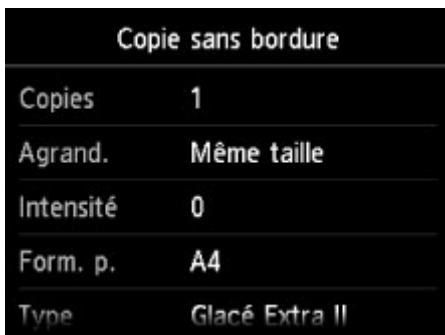 Copie sans bordure
Copies 1
Agrand. Même taille
Intensité 0
Form. p. A4
Type Glacé Extra II